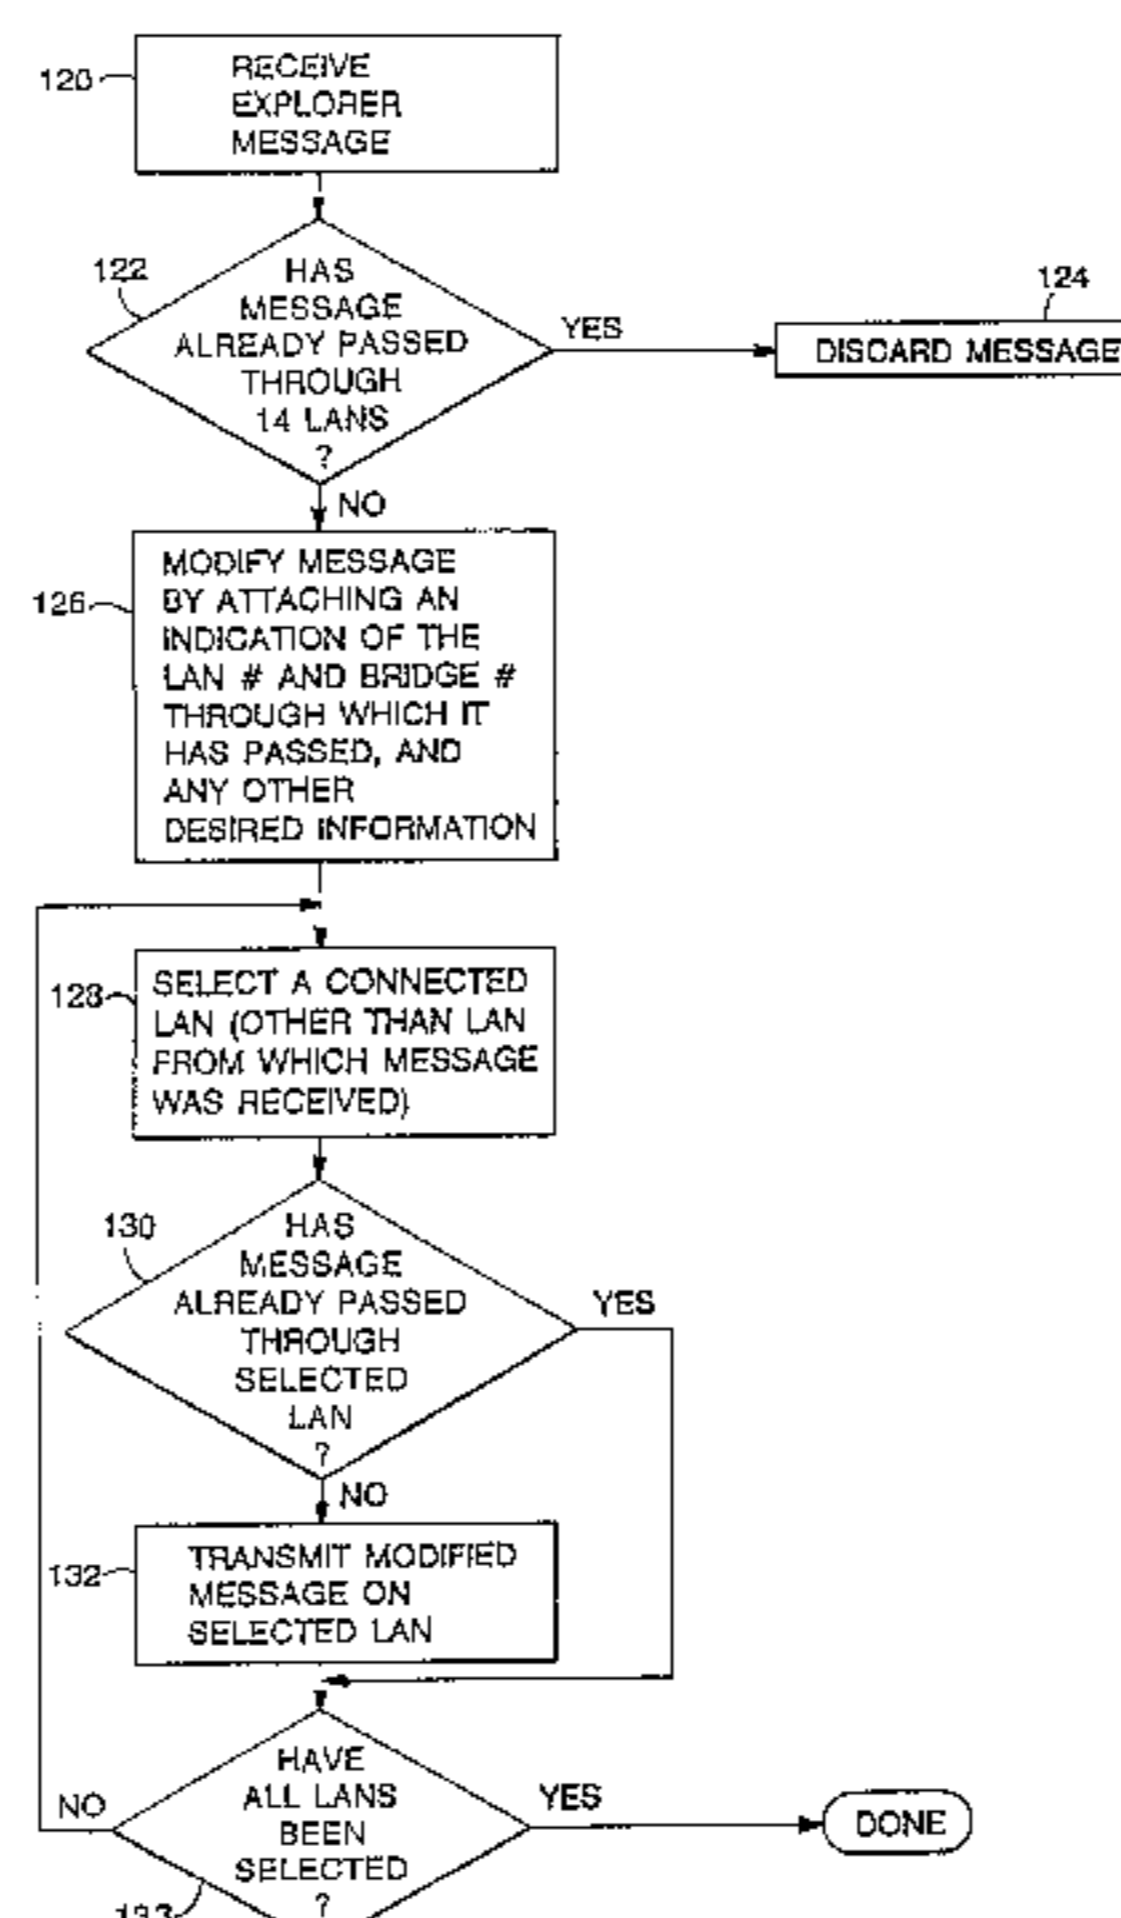 120
RECEIVE
EXPLORER
MESSAGE
122
HAS
MESSAGE
ALREADY PASSED
THROUGH
14 LANS
?
YES
124
DISCARD MESSAGE
NO
126
MODIFY MESSAGE
BY ATTACHING AN
INDICATION OF THE
LAN # AND BRIDGE #
THROUGH WHICH IT
HAS PASSED, AND
ANY OTHER
DESIRED INFORMATION
128
SELECT A CONNECTED
LAN (OTHER THAN LAN
FROM WHICH MESSAGE
WAS RECEIVED)
130
HAS
MESSAGE
ALREADY PASSED
THROUGH
SELECTED
LAN
?
YES
NO
132
TRANSMIT MODIFIED
MESSAGE ON
SELECTED LAN
HAVE
ALL LANS
BEEN
SELECTED
?
NO
YES
DONE
133